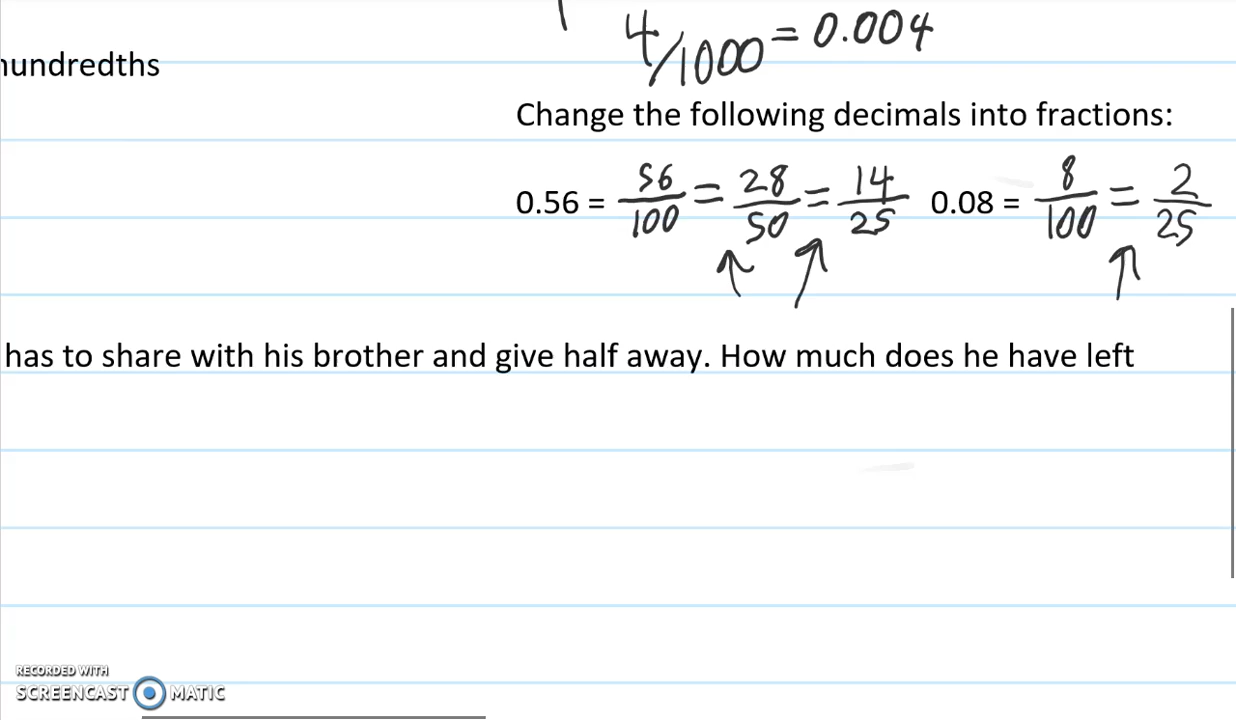 4/1000 = 0.004
hundredths
Change the following decimals into fractions:
0.56 = 56/100 = 28/50 = 14/25 0.08 = 8/100 = 2/25
has to share with his brother and give half away. How much does he have left
RECORDED WITH
SCREENCAST MATIC